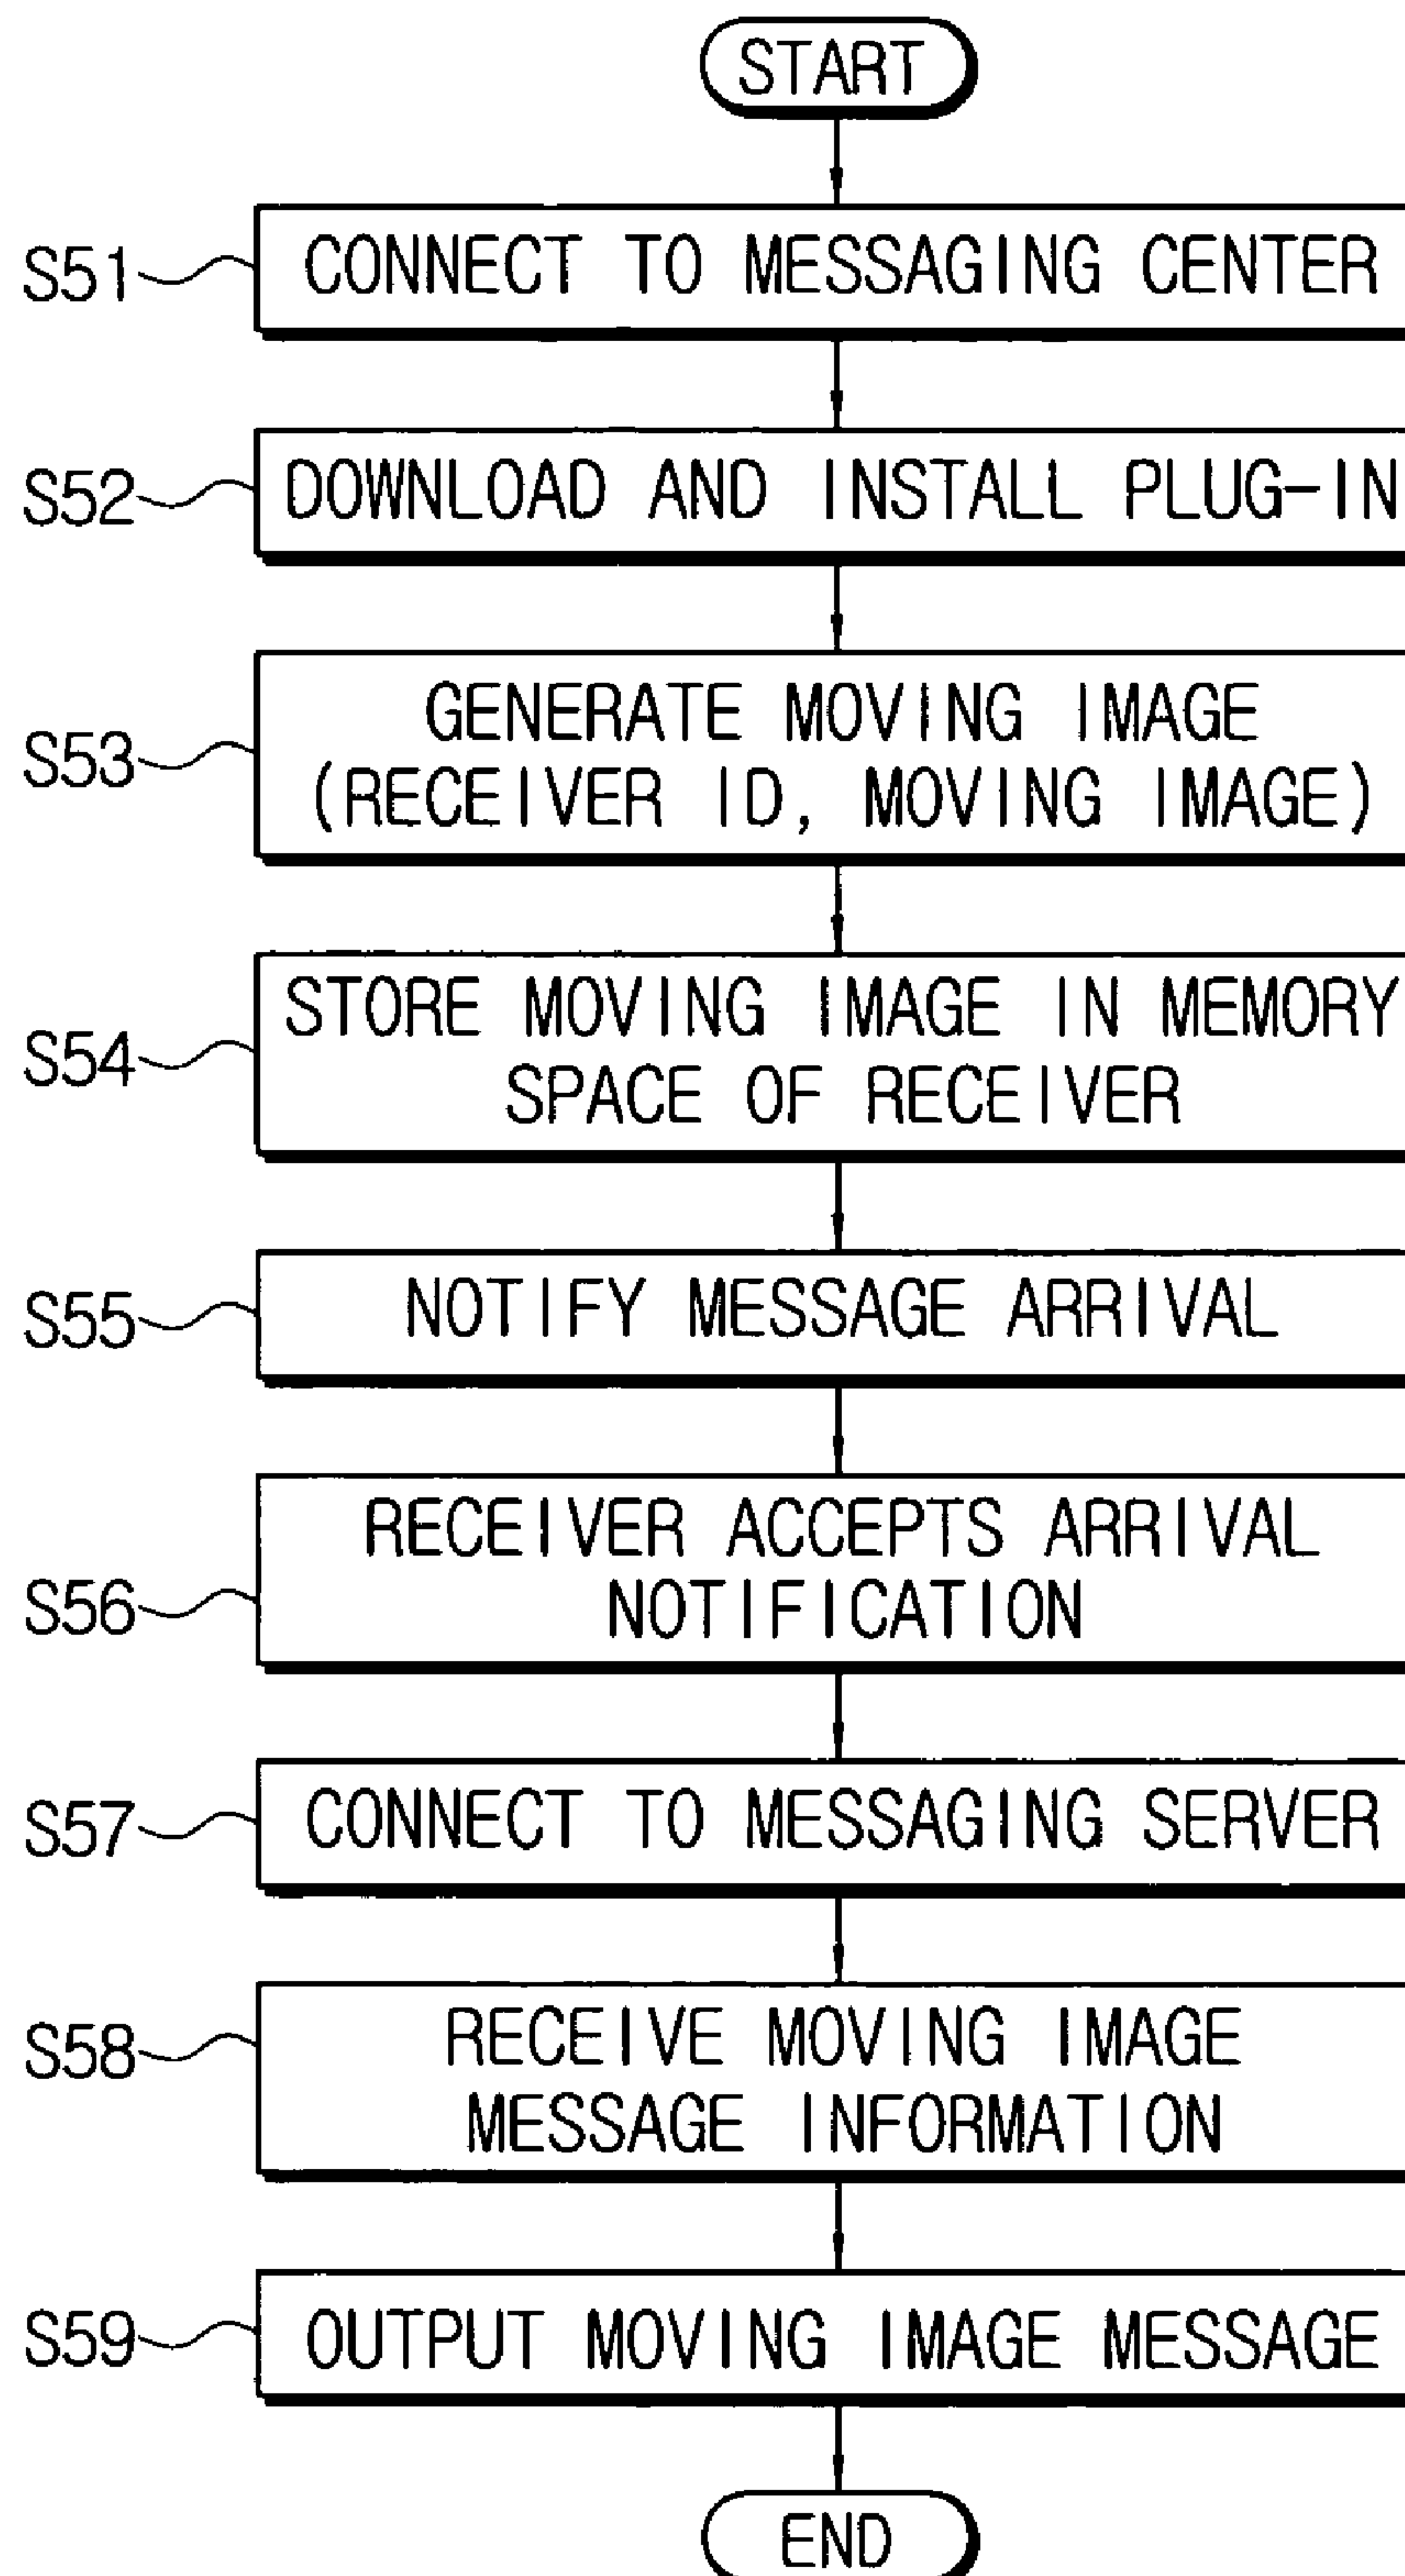 START
S51 CONNECT TO MESSAGING CENTER
S52 DOWNLOAD AND INSTALL PLUG-IN
S53 GENERATE MOVING IMAGE
(RECEIVER ID, MOVING IMAGE)
S54 STORE MOVING IMAGE IN MEMORY
SPACE OF RECEIVER
S55 NOTIFY MESSAGE ARRIVAL
S56 RECEIVER ACCEPTS ARRIVAL
NOTIFICATION
S57 CONNECT TO MESSAGING SERVER
S58 RECEIVE MOVING IMAGE
MESSAGE INFORMATION
S59 OUTPUT MOVING IMAGE MESSAGE
END